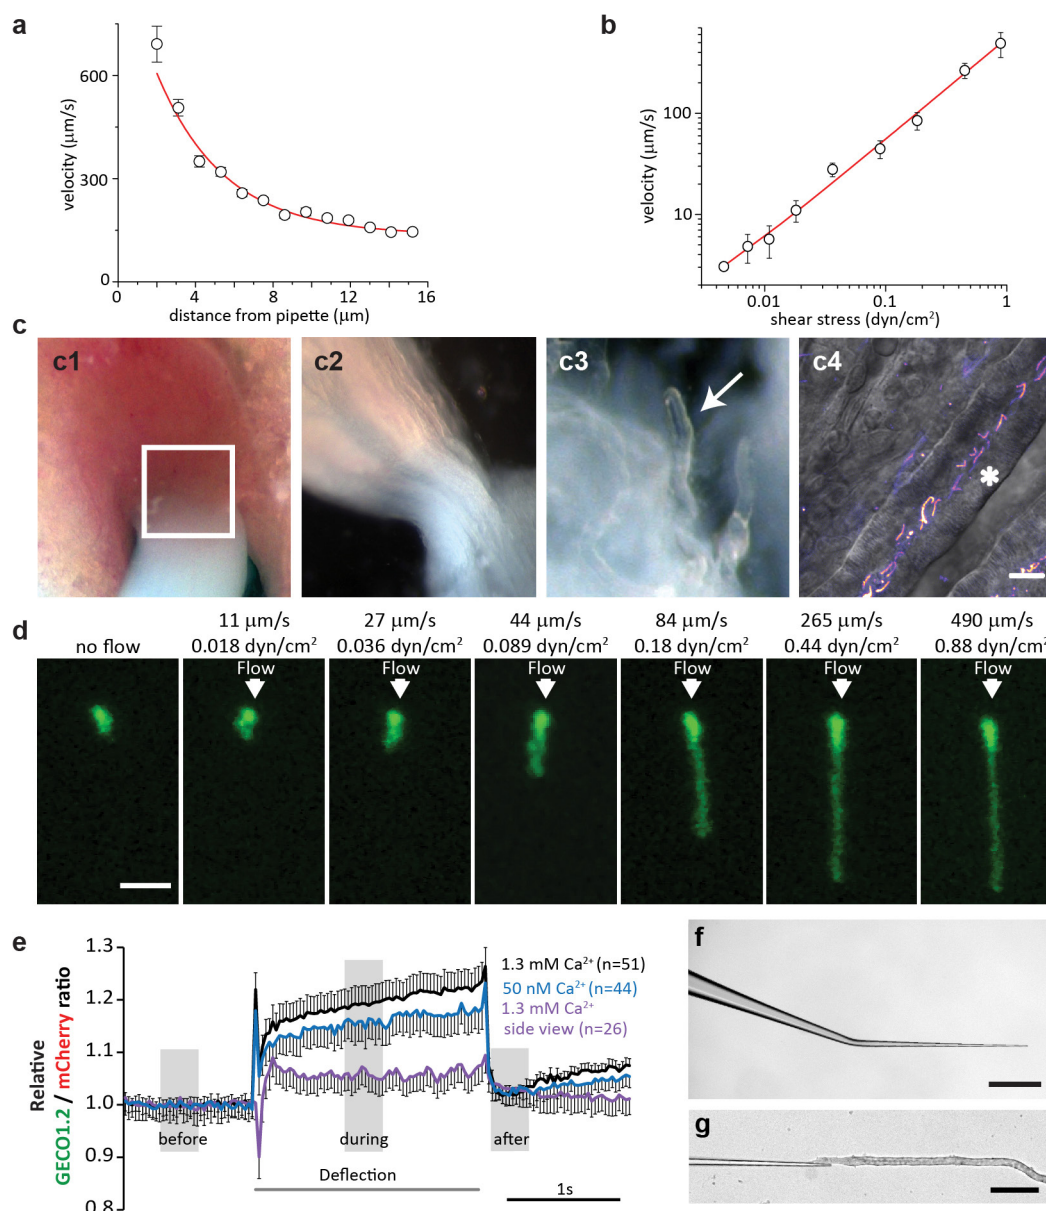 a
velocity (µm/s)
600
300
0
0 4 8 12 16
distance from pipette (µm)
b
velocity (µm/s)
100
10
0.01 0.1 1
shear stress (dyn/cm²)
c
c1
c2
c3
c4
*
d
no flow
11 µm/s
0.018 dyn/cm²
Flow
27 µm/s
0.036 dyn/cm²
Flow
44 µm/s
0.089 dyn/cm²
Flow
84 µm/s
0.18 dyn/cm²
Flow
265 µm/s
0.44 dyn/cm²
Flow
490 µm/s
0.88 dyn/cm²
Flow
e
Relative
GECO1.2 / mCherry ratio
1.3
1.2
1.1
1.0
0.9
0.8
1.3 mM Ca²⁺ (n=51)
50 nM Ca²⁺ (n=44)
1.3 mM Ca²⁺
side view (n=26)
before
during
after
Deflection
1s
f
g